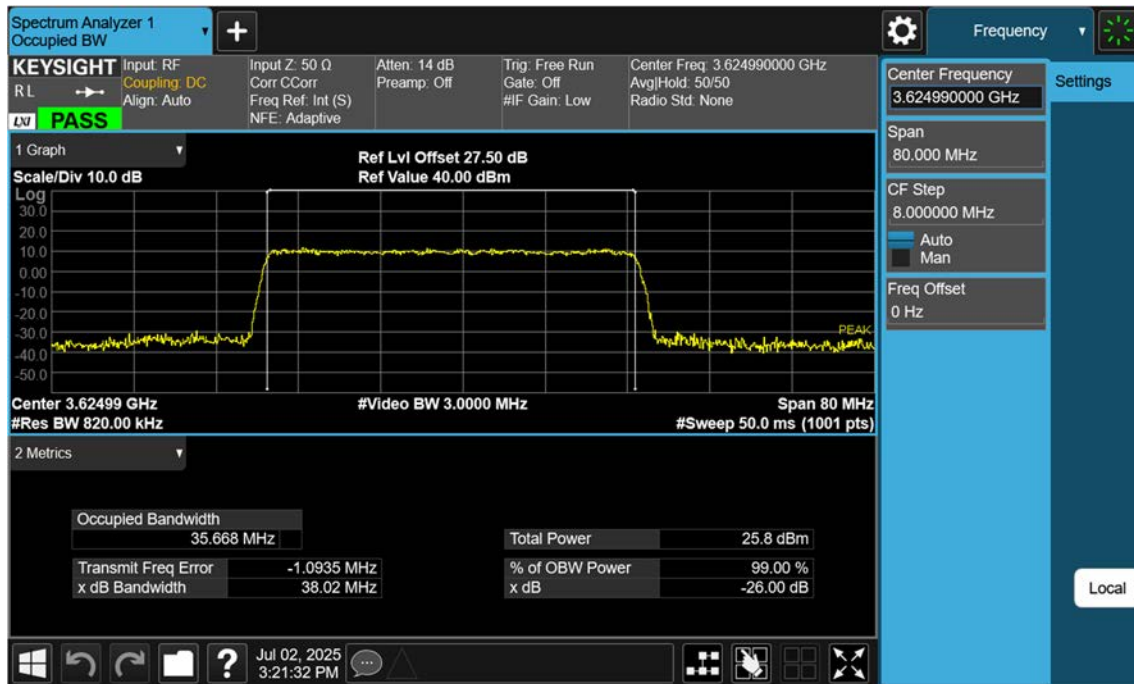 Spectrum Analyzer 1
Occupied BW
+
Frequency
KEYSIGHT
R L
LXI PASS
Input: RF
Coupling: DC
Align: Auto
Input Z: 50 Ω
Corr CCorr
Freq Ref: Int (S)
NFE: Adaptive
Atten: 14 dB
Preamp: Off
Trig: Free Run
Gate: Off
#IF Gain: Low
Center Freq: 3.624990000 GHz
Avg|Hold: 50/50
Radio Std: None
Center Frequency
3.624990000 GHz
Settings
Span
80.000 MHz
CF Step
8.000000 MHz
Auto
Man
Freq Offset
0 Hz
1 Graph
Scale/Div 10.0 dB
Ref Lvl Offset 27.50 dB
Ref Value 40.00 dBm
Log
30.0
20.0
10.0
0.00
-10.0
-20.0
-30.0
-40.0
-50.0
PEAK
Center 3.62499 GHz
#Video BW 3.0000 MHz
Span 80 MHz
#Res BW 820.00 kHz
#Sweep 50.0 ms (1001 pts)
2 Metrics
Occupied Bandwidth
35.668 MHz
Total Power 25.8 dBm
Transmit Freq Error -1.0935 MHz
% of OBW Power 99.00 %
x dB Bandwidth 38.02 MHz
x dB -26.00 dB
Local
?
Jul 02, 2025
3:21:32 PM